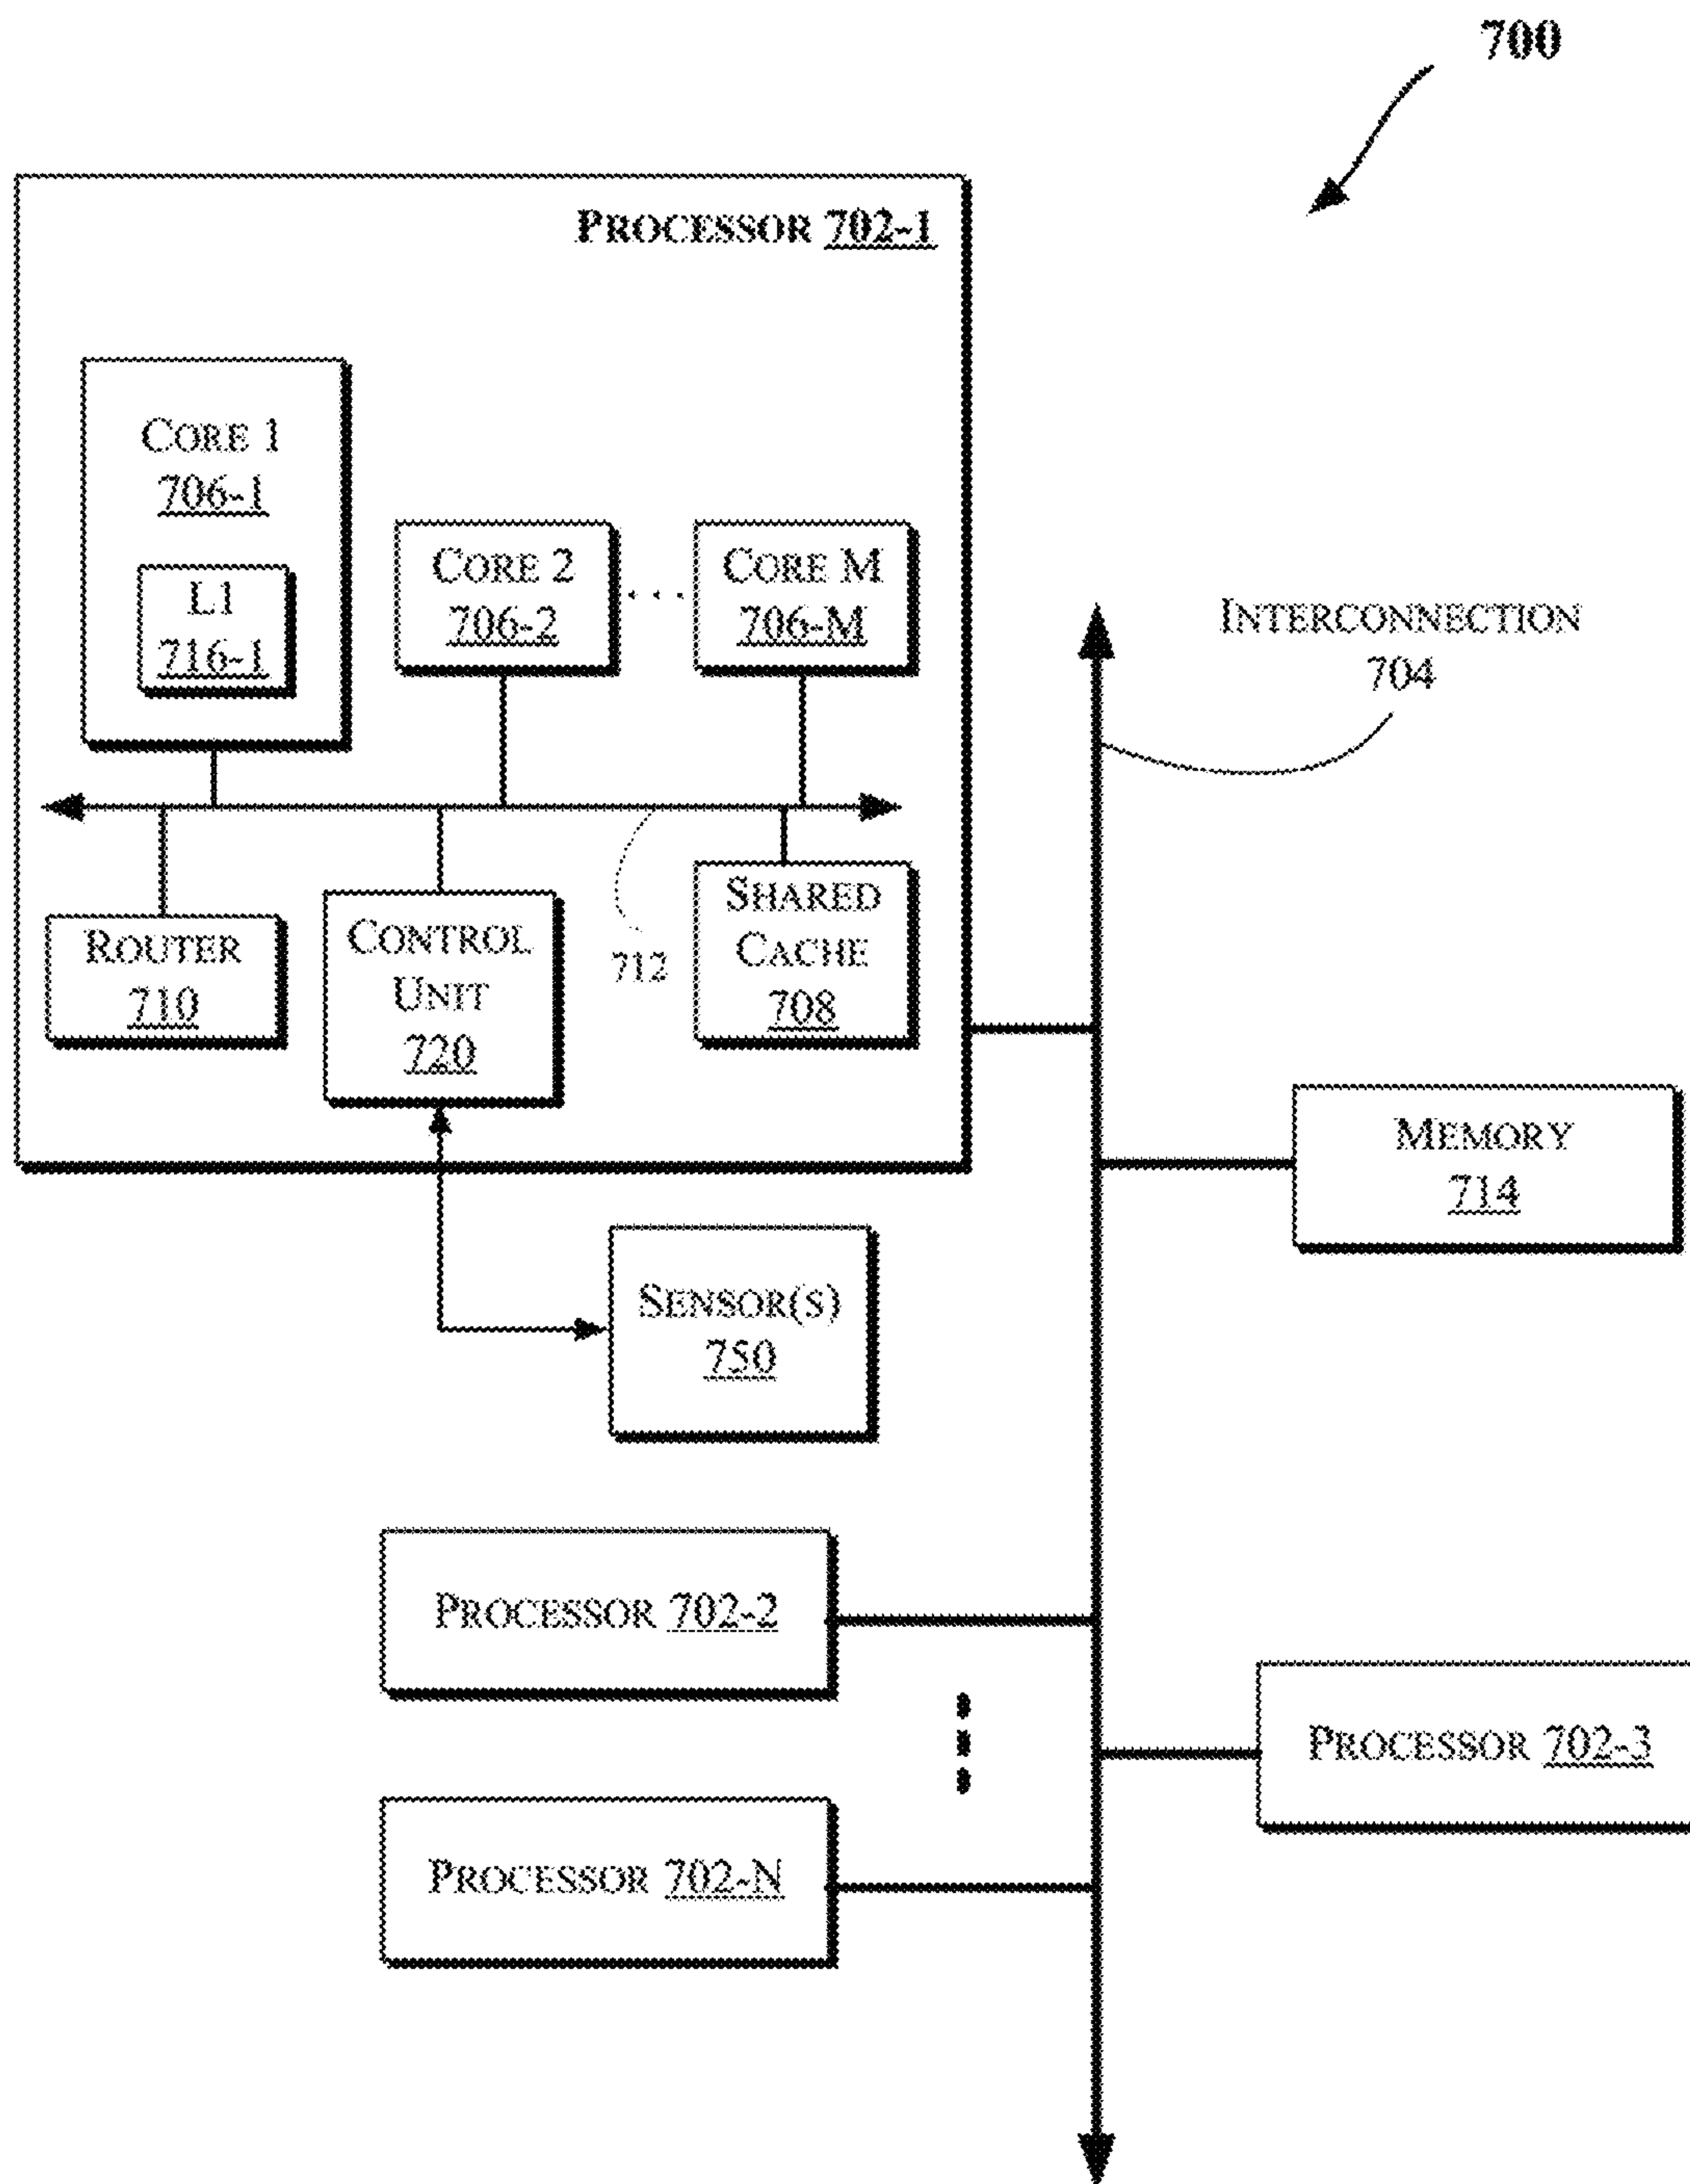 700
PROCESSOR 702-1
CORE 1
706-1
L1
716-1
CORE 2
706-2
. . .
CORE M
706-M
INTERCONNECTION
704
ROUTER
710
CONTROL
UNIT
720
712
SHARED
CACHE
708
MEMORY
714
SENSOR(S)
750
PROCESSOR 702-2
PROCESSOR 702-3
PROCESSOR 702-N